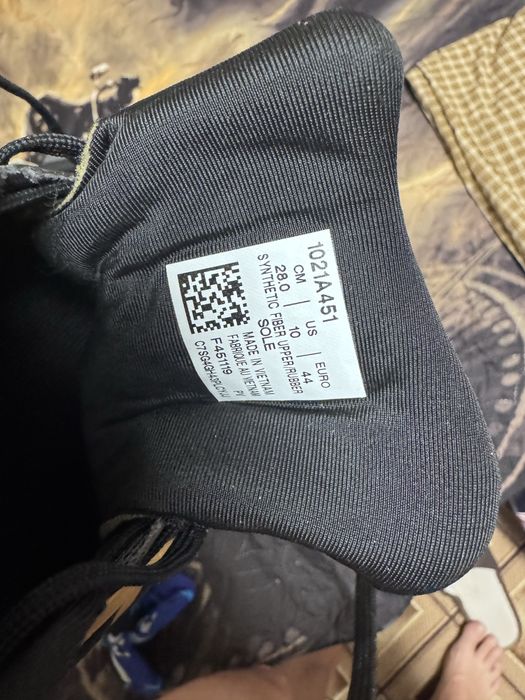 1021A451
CM | US | EURO
28.0 | 10 | 44
SYNTHETIC FIBER UPPER/RUBBER
SOLE
MADE IN VIETNAM
FABRIQUE AU VIETNAM
F451119 PY